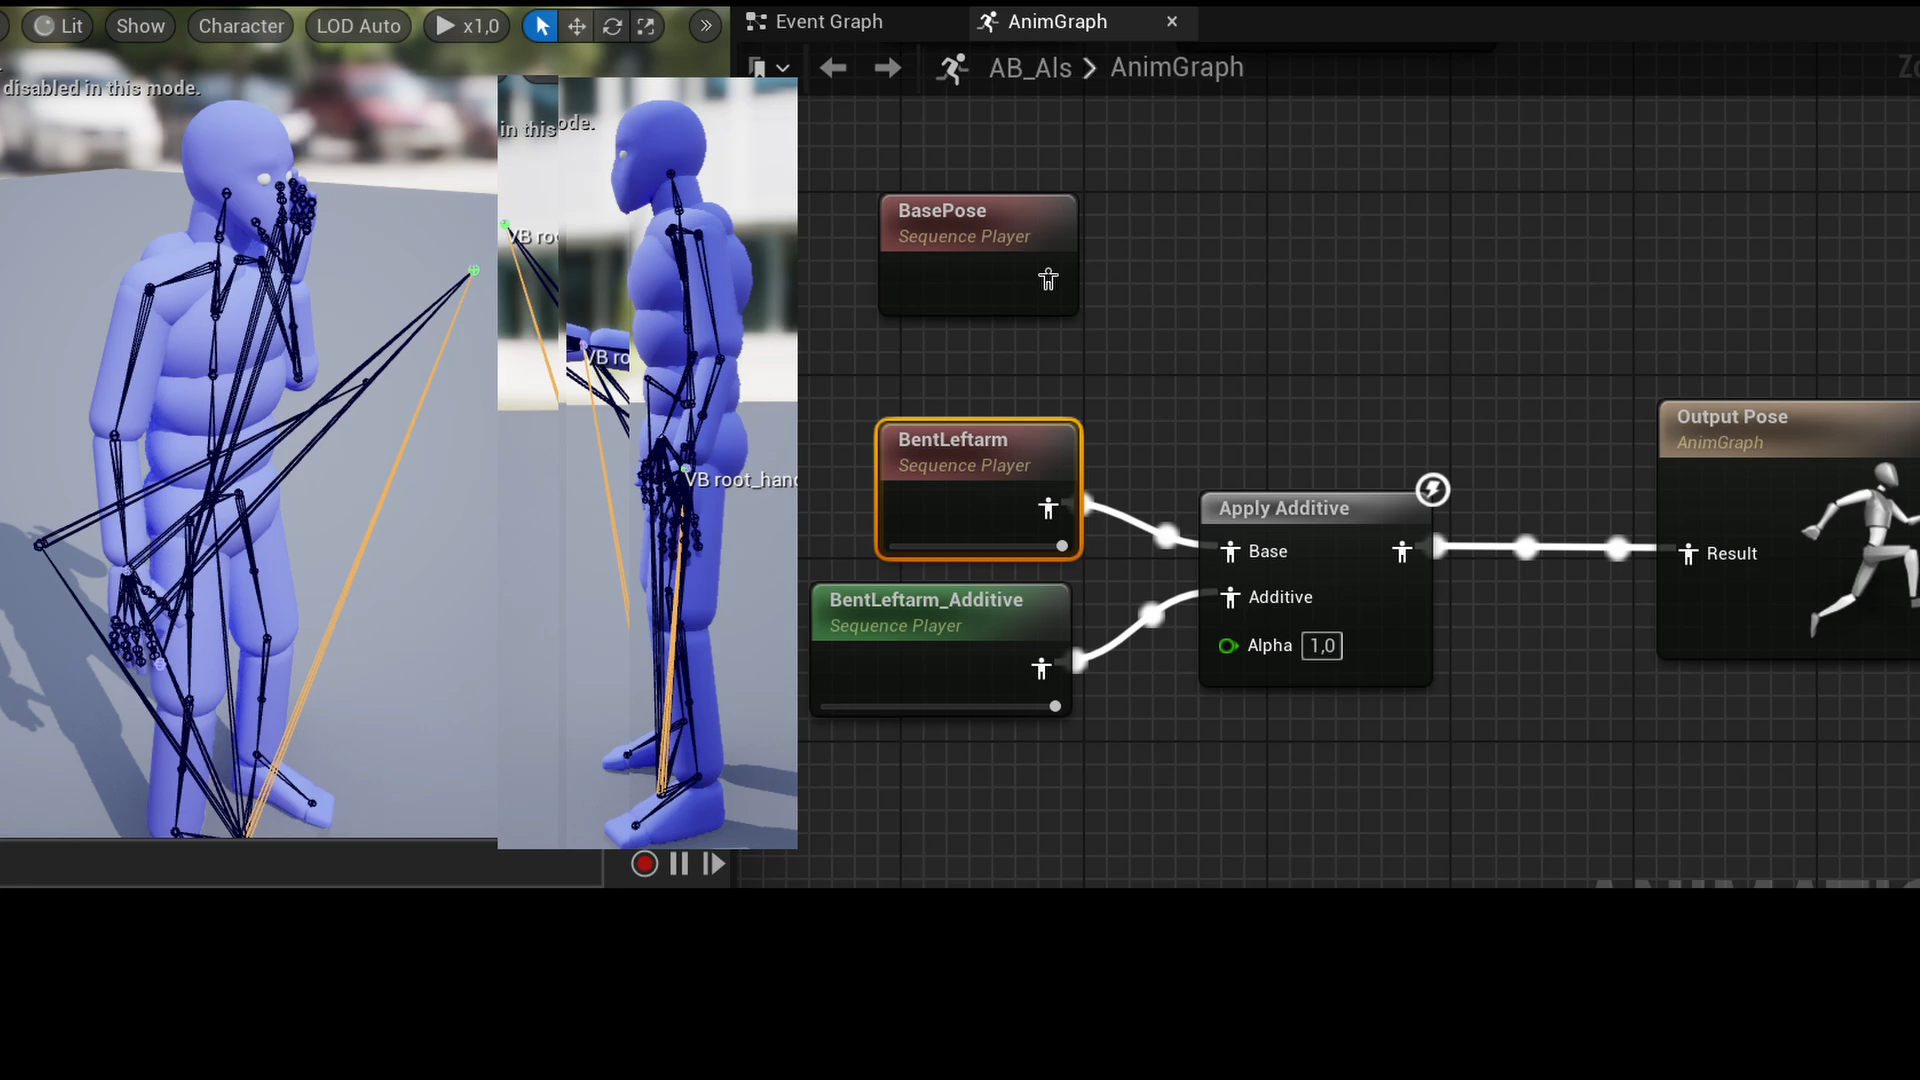 Lit
Show
Character
LOD Auto
x1,0
disabled in this mode.
in this
ode.
VB roo
VB ro
VB root_hand
Event Graph
AnimGraph
AB_Als
AnimGraph
BasePose
Sequence Player
BentLeftarm
Sequence Player
BentLeftarm_Additive
Sequence Player
Apply Additive
Base
Additive
Alpha 1,0
Output Pose
AnimGraph
Result